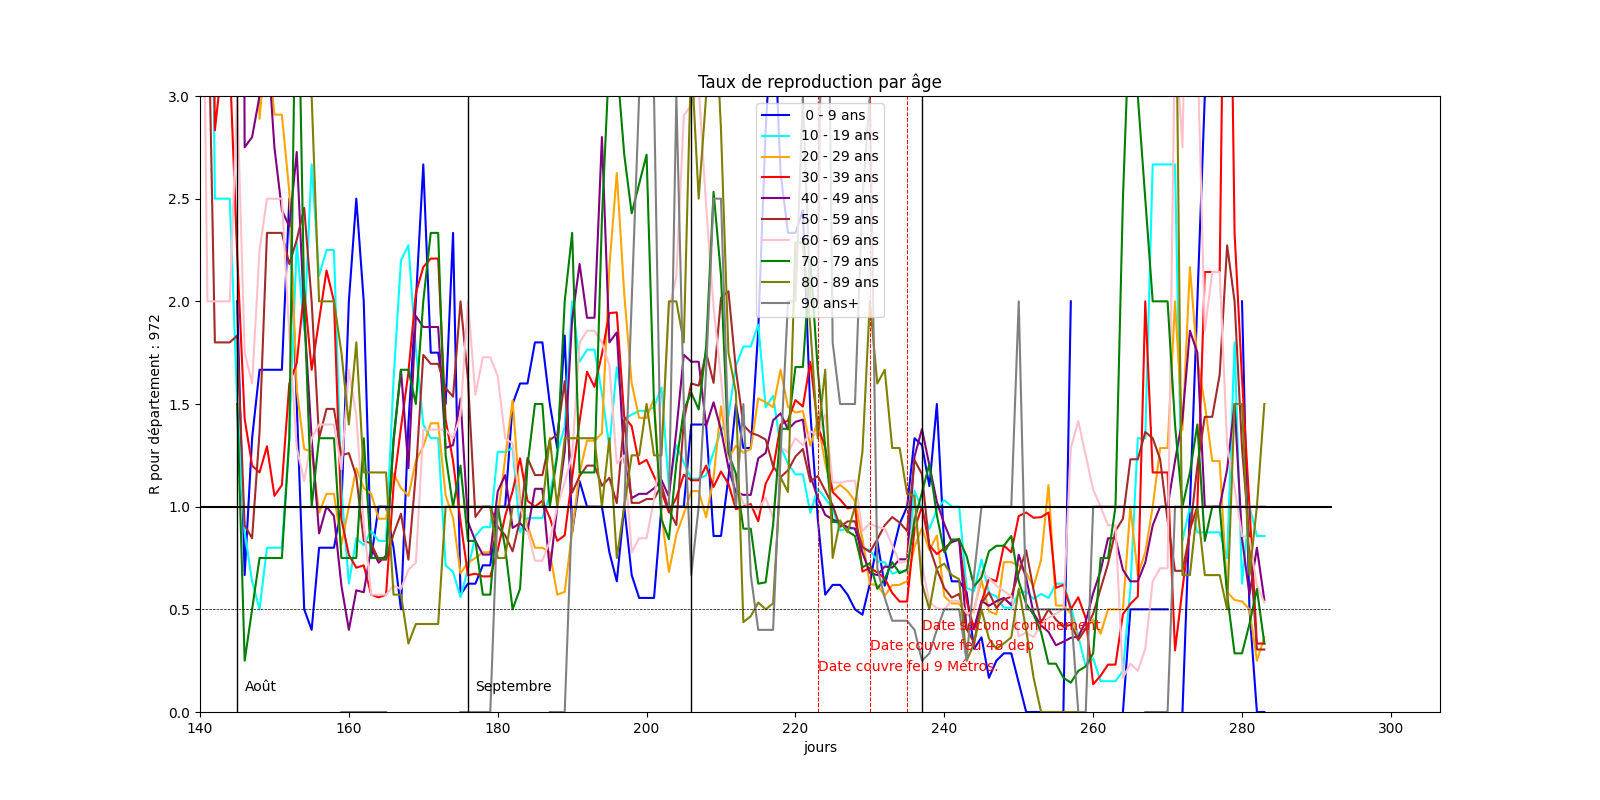 Taux de reproduction par âge
R pour département : 972
3.0
2.5
2.0
1.5
1.0
0.5
0.0
0 - 9 ans
10 - 19 ans
20 - 29 ans
30 - 39 ans
40 - 49 ans
50 - 59 ans
60 - 69 ans
70 - 79 ans
80 - 89 ans
90 ans+
Date second confinement
Date couvre feu 48 dep
Date couvre feu 9 Métros.
Août
Septembre
140
160
180
200
220
240
260
280
300
jours